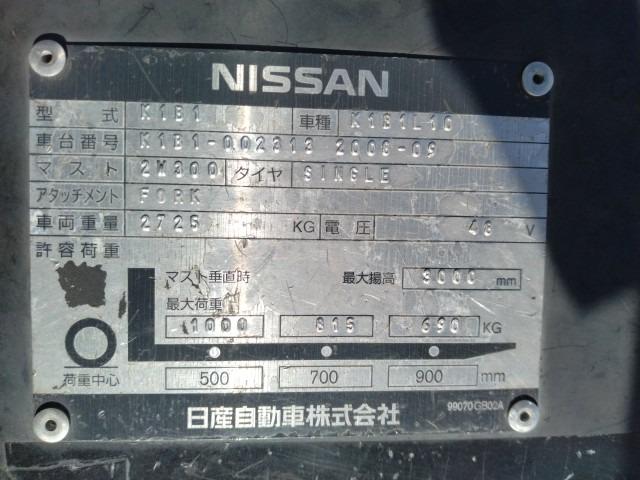 NISSAN
型式 K1B1 車種 K1B1L10
車台番号 K1B1-002313 2008-09
マスト 2W300 タイヤ SINGLE
アタッチメント FORK
車両重量 2725 KG 電圧 48 V
許容荷重
マスト垂直時 最大揚高 3000 mm
最大荷重
1000 815 690 KG
荷重中心 500 700 900 mm
日産自動車株式会社 99070GB02A